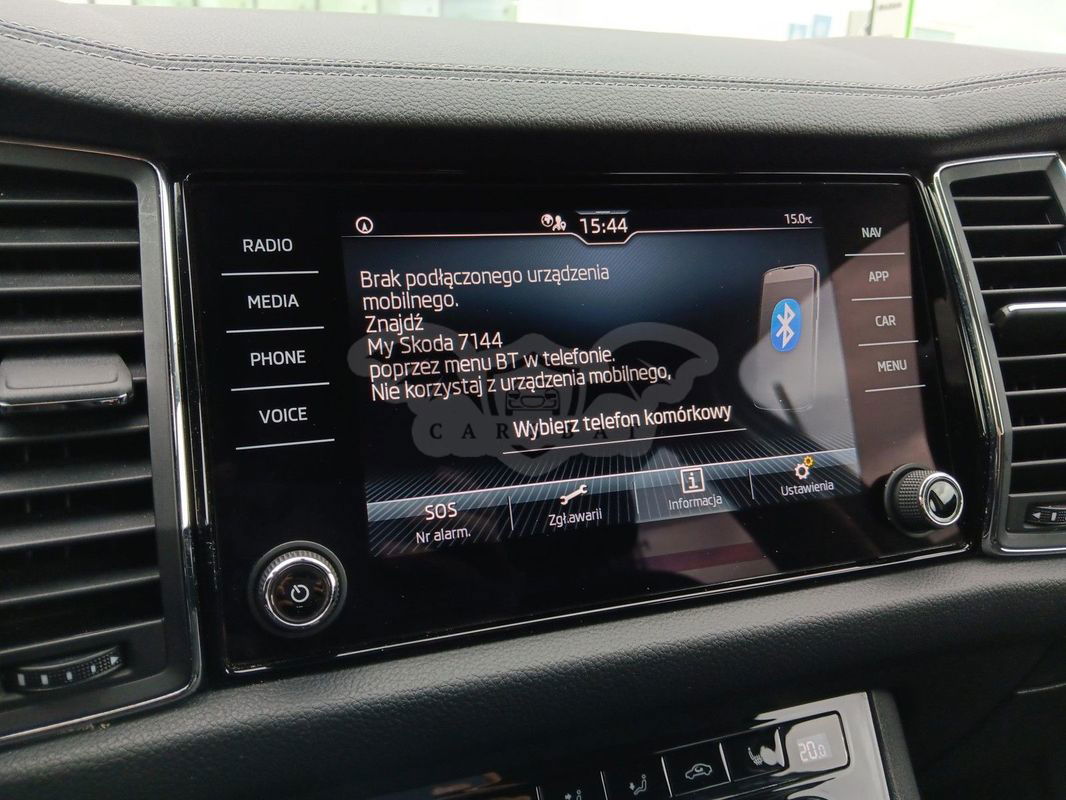 15:44
15.0°C
RADIO
MEDIA
PHONE
VOICE
Brak podłączonego urządzenia
mobilnego.
Znajdź
My Skoda 7144
poprzez menu BT w telefonie.
Nie korzystaj z urządzenia mobilnego,
Wybierz telefon komórkowy
SOS
Nr alarm.
Zgł.awarii
Informacja
Ustawienia
NAV
APP
CAR
MENU
20.0